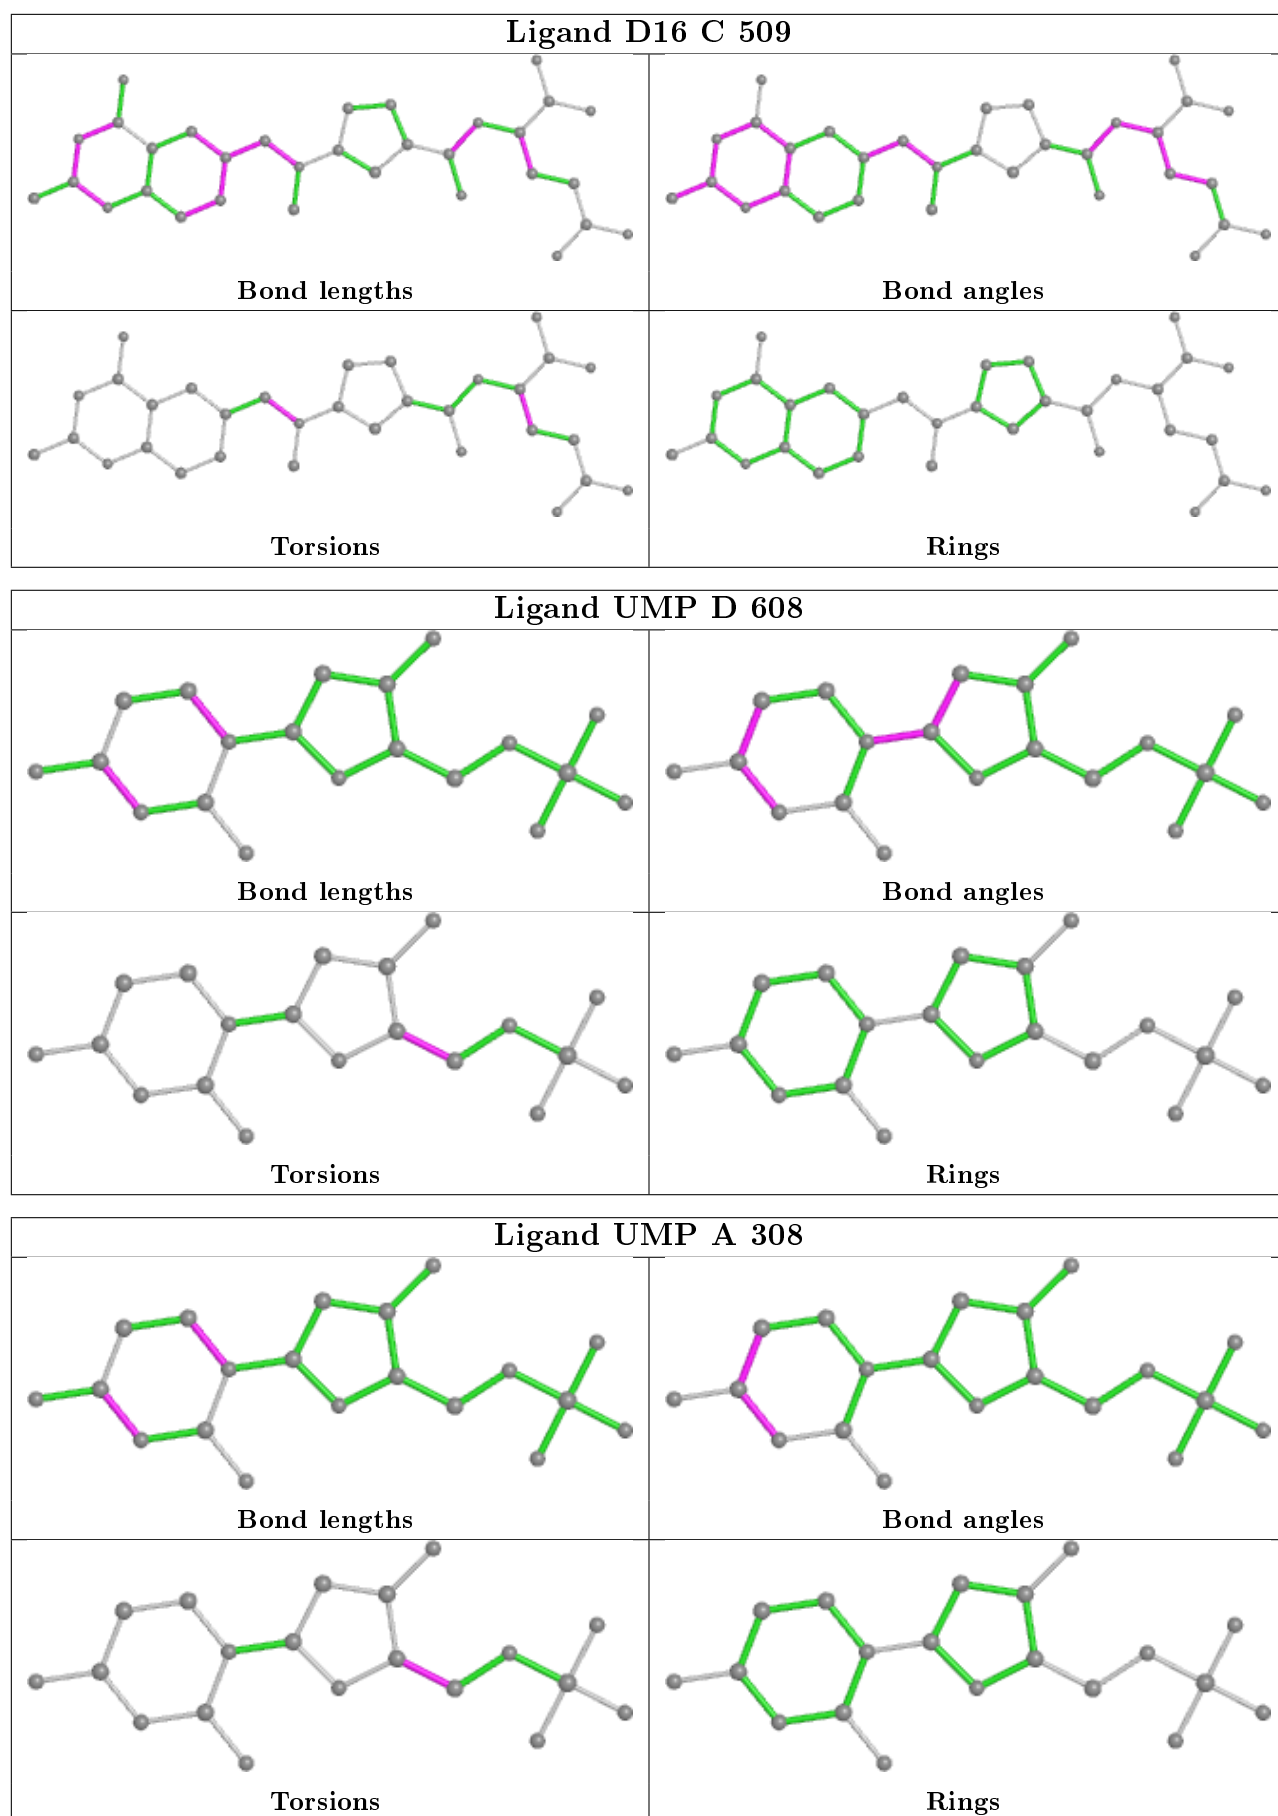 Ligand D16 C 509
Bond lengths
Bond angles
Torsions
Rings
Ligand UMP D 608
Bond lengths
Bond angles
Torsions
Rings
Ligand UMP A 308
Bond lengths
Bond angles
Torsions
Rings